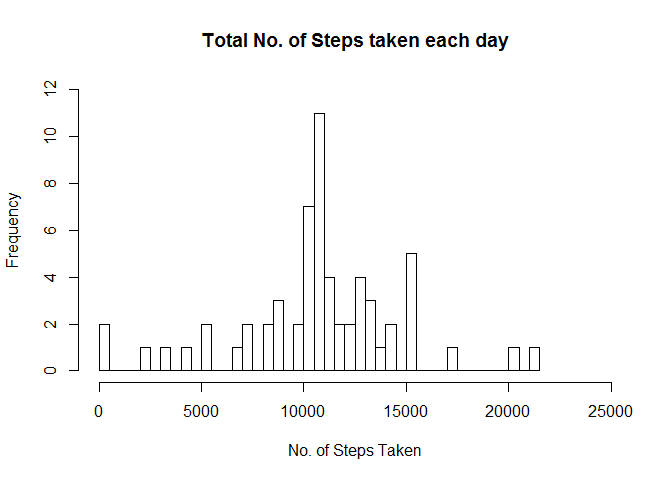 Total No. of Steps taken each day
Frequency
12
10
8
6
4
2
0
0 5000 10000 15000 20000 25000
No. of Steps Taken